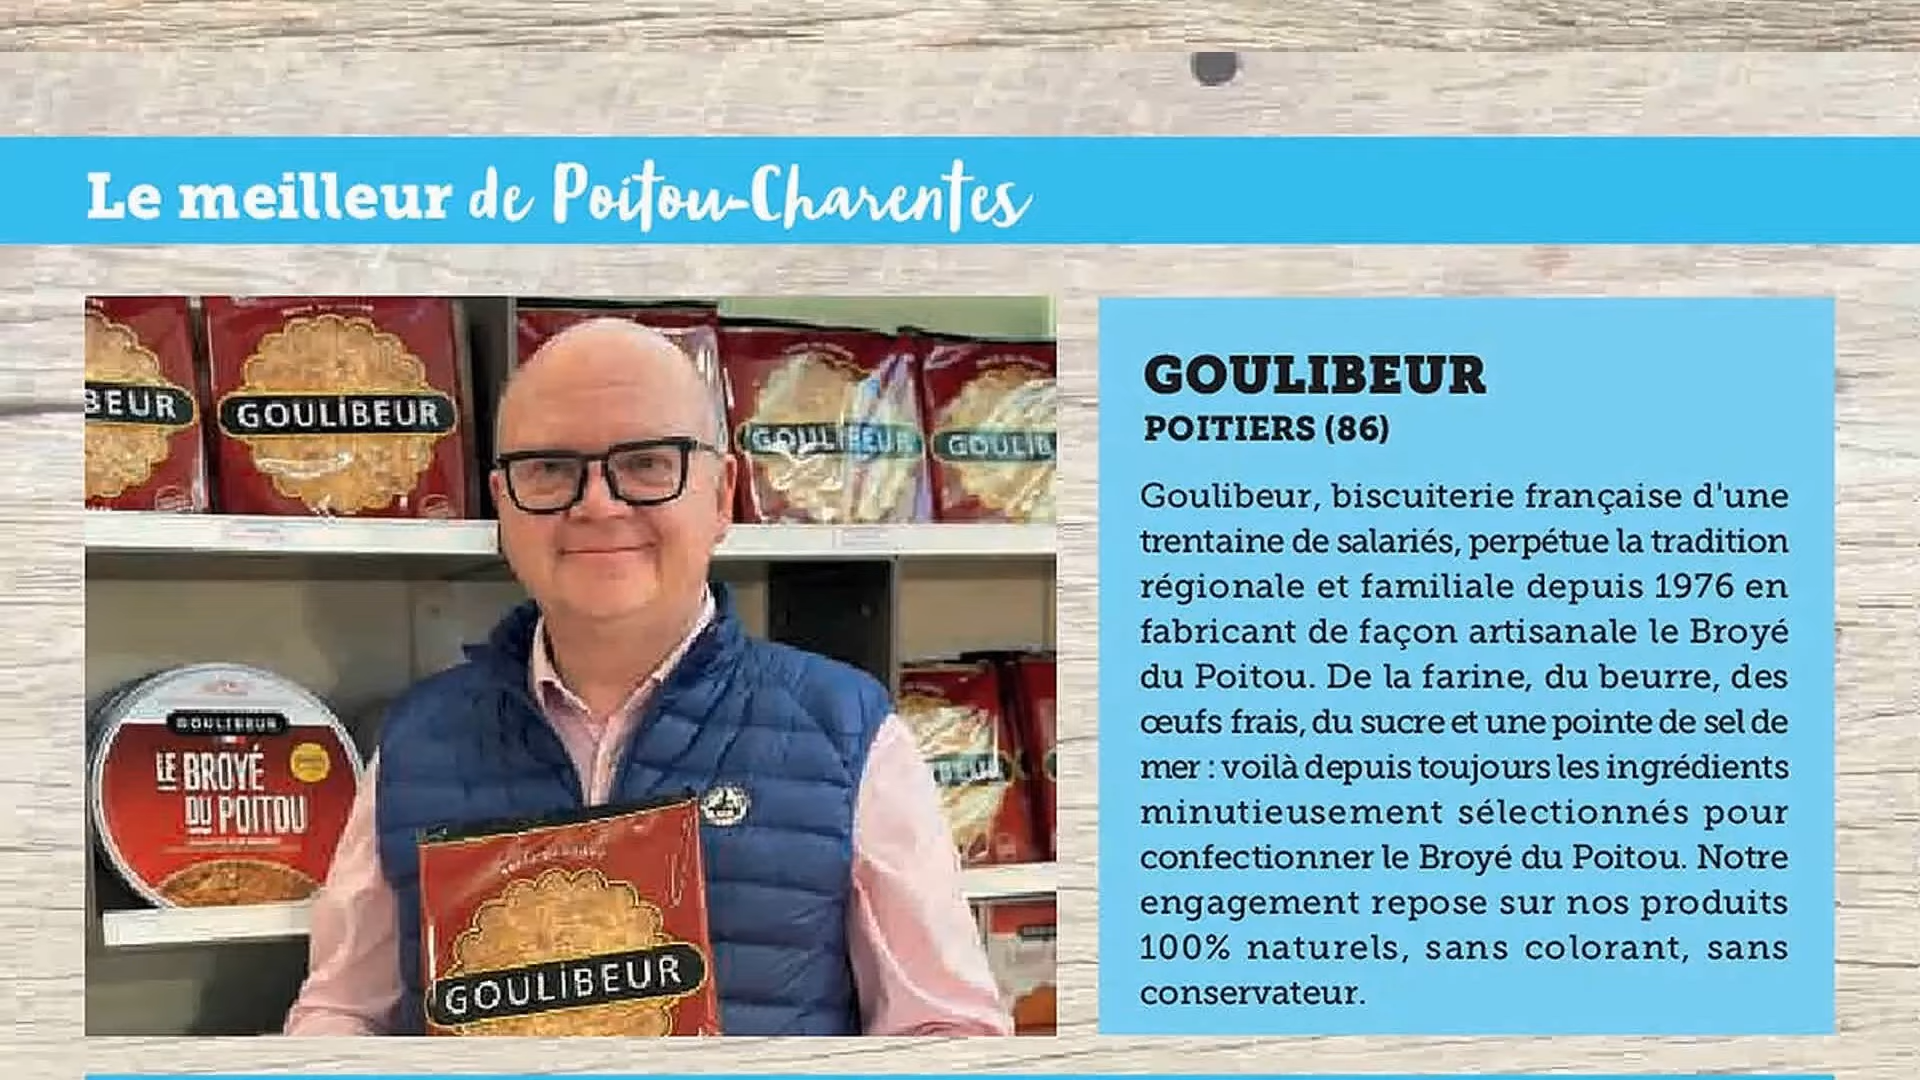 Le meilleur de Poitou-Charentes
BEUR
GOULIBEUR
GOULIBEUR
GOULIB
GOULIBEUR
LE BROYÉ
DU POITOU
GOULIBEUR
GOULIBEUR
POITIERS (86)
Goulibeur, biscuiterie française d'une
trentaine de salariés, perpétue la tradition
régionale et familiale depuis 1976 en
fabricant de façon artisanale le Broyé
du Poitou. De la farine, du beurre, des
œufs frais, du sucre et une pointe de sel de
mer : voilà depuis toujours les ingrédients
minutieusement sélectionnés pour
confectionner le Broyé du Poitou. Notre
engagement repose sur nos produits
100% naturels, sans colorant, sans
conservateur.